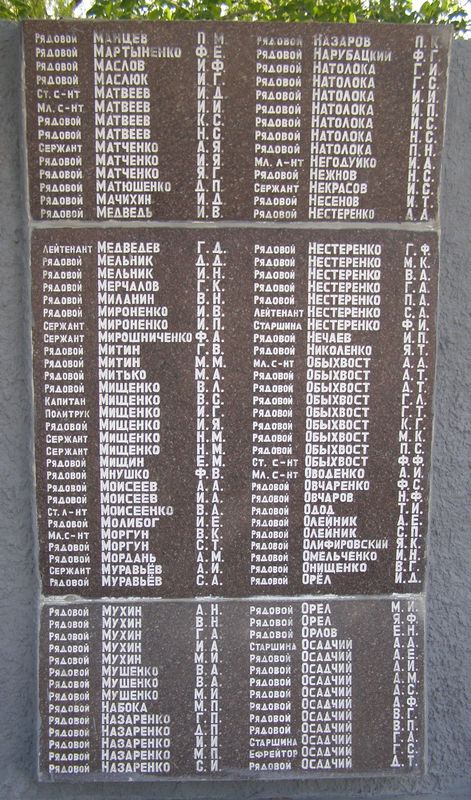 РЯДОВОЙ МАНЦЕВ П. М.
РЯДОВОЙ МАРТЫНЕНКО Ф. Е.
РЯДОВОЙ МАСЛОВ И. Ф.
РЯДОВОЙ МАСЛЮК И. Г.
СТ. С-НТ МАТВЕЕВ И. Д.
МЛ. С-НТ МАТВЕЕВ И. И.
РЯДОВОЙ МАТВЕЕВ К. С.
РЯДОВОЙ МАТВЕЕВ Н. С.
СЕРЖАНТ МАТЧЕНКО А. Я.
РЯДОВОЙ МАТЧЕНКО И. Я.
РЯДОВОЙ МАТЧЕНКО Я. Г.
РЯДОВОЙ МАТЮШЕНКО Д. П.
РЯДОВОЙ МАЧИХИН И. Д.
РЯДОВОЙ МЕДВЕДЬ И. В.
РЯДОВОЙ НАЗАРОВ П. К.
РЯДОВОЙ НАРУБАЦКИЙ Ф. Г.
РЯДОВОЙ НАТОЛОКА Г. И.
РЯДОВОЙ НАТОЛОКА Г. С.
РЯДОВОЙ НАТОЛОКА И. И.
РЯДОВОЙ НАТОЛОКА И. П.
РЯДОВОЙ НАТОЛОКА И. С.
РЯДОВОЙ НАТОЛОКА Н. С.
РЯДОВОЙ НАТОЛОКА П. Н.
МЛ. Л-НТ НЕГОДУЙКО И. А.
РЯДОВОЙ НЕЖНОВ Н. С.
СЕРЖАНТ НЕКРАСОВ И. С.
РЯДОВОЙ НЕСЕНОВ И. Т.
РЯДОВОЙ НЕСТЕРЕНКО А. А.
ЛЕЙТЕНАНТ МЕДВЕДЕВ Г. Д.
РЯДОВОЙ МЕЛЬНИК Д. Д.
РЯДОВОЙ МЕЛЬНИК И. Н.
РЯДОВОЙ МЕРЧАЛОВ Г. К.
РЯДОВОЙ МИЛАНИН В. Н.
РЯДОВОЙ МИРОНЕНКО И. В.
СЕРЖАНТ МИРОНЕНКО И. П.
СЕРЖАНТ МИРОШНИЧЕНКО Ф. А.
РЯДОВОЙ МИТИН Г. В.
РЯДОВОЙ МИТИН М. М.
РЯДОВОЙ МИТЬКО М. А.
РЯДОВОЙ МИЩЕНКО В. Л.
КАПИТАН МИЩЕНКО В. С.
ПОЛИТРУК МИЩЕНКО И. Г.
РЯДОВОЙ МИЩЕНКО И. Я.
СЕРЖАНТ МИЩЕНКО Н. М.
СЕРЖАНТ МИЩЕНКО Н. М.
РЯДОВОЙ МИЩИН Е. М.
РЯДОВОЙ МНУШКО Ф. В.
РЯДОВОЙ МОИСЕЕВ А. А.
РЯДОВОЙ МОИСЕЕВ И. А.
СТ. Л-НТ МОИСЕЕНКО В. А.
РЯДОВОЙ МОЛИБОГ И. Е.
МЛ. С-НТ МОРГУН В. К.
РЯДОВОЙ МОРГУН С. Т.
РЯДОВОЙ МОРДАНЬ А. М.
СЕРЖАНТ МУРАВЬЁВ А. И.
РЯДОВОЙ МУРАВЬЁВ С. А.
РЯДОВОЙ НЕСТЕРЕНКО Г. Ф.
РЯДОВОЙ НЕСТЕРЕНКО М. К.
РЯДОВОЙ НЕСТЕРЕНКО В. А.
РЯДОВОЙ НЕСТЕРЕНКО Г. А.
РЯДОВОЙ НЕСТЕРЕНКО П. А.
ЛЕЙТЕНАНТ НЕСТЕРЕНКО С. А.
СТАРШИНА НЕСТЕРЕНКО Ф. И.
РЯДОВОЙ НЕЧАЕВ И. П.
РЯДОВОЙ НИКОЛЕНКО Я. Т.
МЛ. С-НТ ОБЫХВОСТ А. А.
РЯДОВОЙ ОБЫХВОСТ А. Т.
РЯДОВОЙ ОБЫХВОСТ А. Т.
РЯДОВОЙ ОБЫХВОСТ Г. Л.
РЯДОВОЙ ОБЫХВОСТ Г. Т.
РЯДОВОЙ ОБЫХВОСТ К. Г.
РЯДОВОЙ ОБЫХВОСТ М. К.
РЯДОВОЙ ОБЫХВОСТ П. С.
СТ. С-НТ ОБЫХВОСТ Ф. Ф.
МЛ. С-НТ ОВОДЕНКО А. И.
РЯДОВОЙ ОВЧАРЕНКО Ф. С.
РЯДОВОЙ ОВЧАРОВ Н. Ф.
РЯДОВОЙ ОДОД Т. И.
РЯДОВОЙ ОЛЕЙНИК А. Е.
РЯДОВОЙ ОЛЕЙНИК С. П.
РЯДОВОЙ ОЛИФИРОВСКИЙ Я. К.
РЯДОВОЙ ОМЕЛЬЧЕНКО И. Н.
РЯДОВОЙ ОНИЩЕНКО В. Г.
РЯДОВОЙ ОРЁЛ И. Д.
РЯДОВОЙ МУХИН А. Н.
РЯДОВОЙ МУХИН В. Н.
РЯДОВОЙ МУХИН Г. А.
РЯДОВОЙ МУХИН И. А.
РЯДОВОЙ МУХИН М. И.
РЯДОВОЙ МУШЕНКО В. А.
РЯДОВОЙ МУШЕНКО В. А.
РЯДОВОЙ МУШЕНКО М. И.
РЯДОВОЙ НАБОКА М. П.
РЯДОВОЙ НАЗАРЕНКО Г. П.
РЯДОВОЙ НАЗАРЕНКО Д. П.
РЯДОВОЙ НАЗАРЕНКО И. И.
РЯДОВОЙ НАЗАРЕНКО М. П.
РЯДОВОЙ НАЗАРЕНКО С. И.
РЯДОВОЙ ОРЕЛ М. И.
РЯДОВОЙ ОРЕЛ Я. Ф.
РЯДОВОЙ ОРЛОВ Е. Н.
СТАРШИНА ОСАДЧИЙ А. А.
РЯДОВОЙ ОСАДЧИЙ А. Е.
РЯДОВОЙ ОСАДЧИЙ А. И.
РЯДОВОЙ ОСАДЧИЙ А. М.
РЯДОВОЙ ОСАДЧИЙ А. С.
РЯДОВОЙ ОСАДЧИЙ А. Ф.
РЯДОВОЙ ОСАДЧИЙ В. Г.
РЯДОВОЙ ОСАДЧИЙ В. П.
СТАРШИНА ОСАДЧИЙ Г. А.
ЕФРЕЙТОР ОСАДЧИЙ Г. С.
РЯДОВОЙ ОСАДЧИЙ Д. Т.